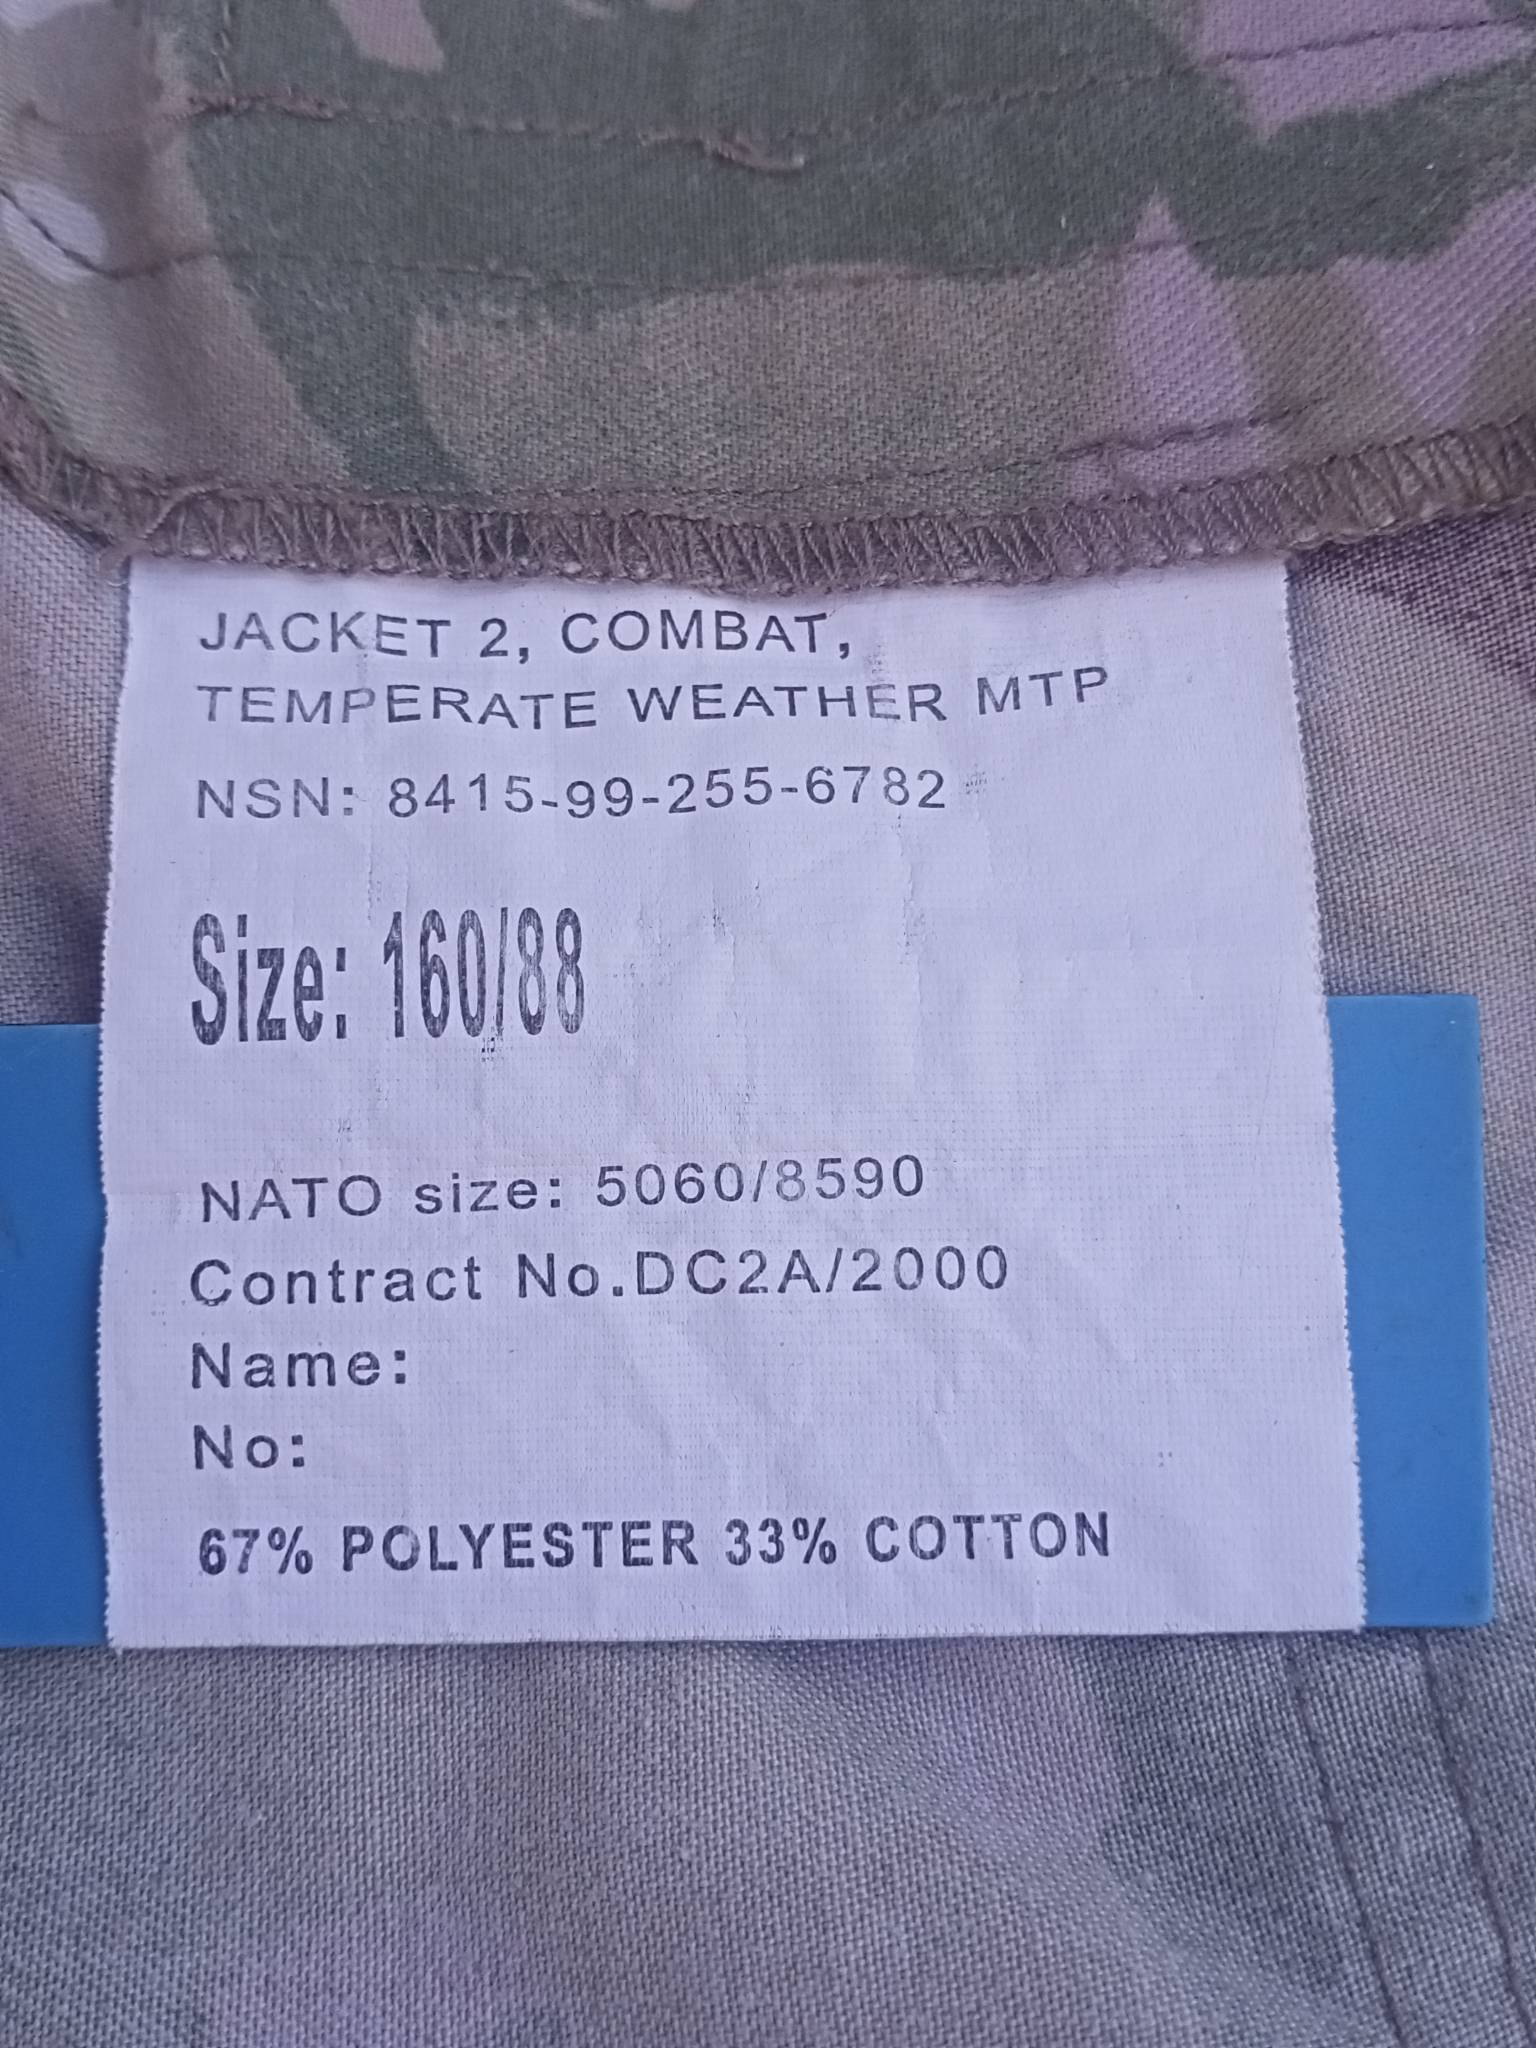 JACKET 2, COMBAT,
TEMPERATE WEATHER MTP
NSN: 8415-99-255-6782
Size: 160/88
NATO size: 5060/8590
Contract No.DC2A/2000
Name:
No:
67% POLYESTER 33% COTTON